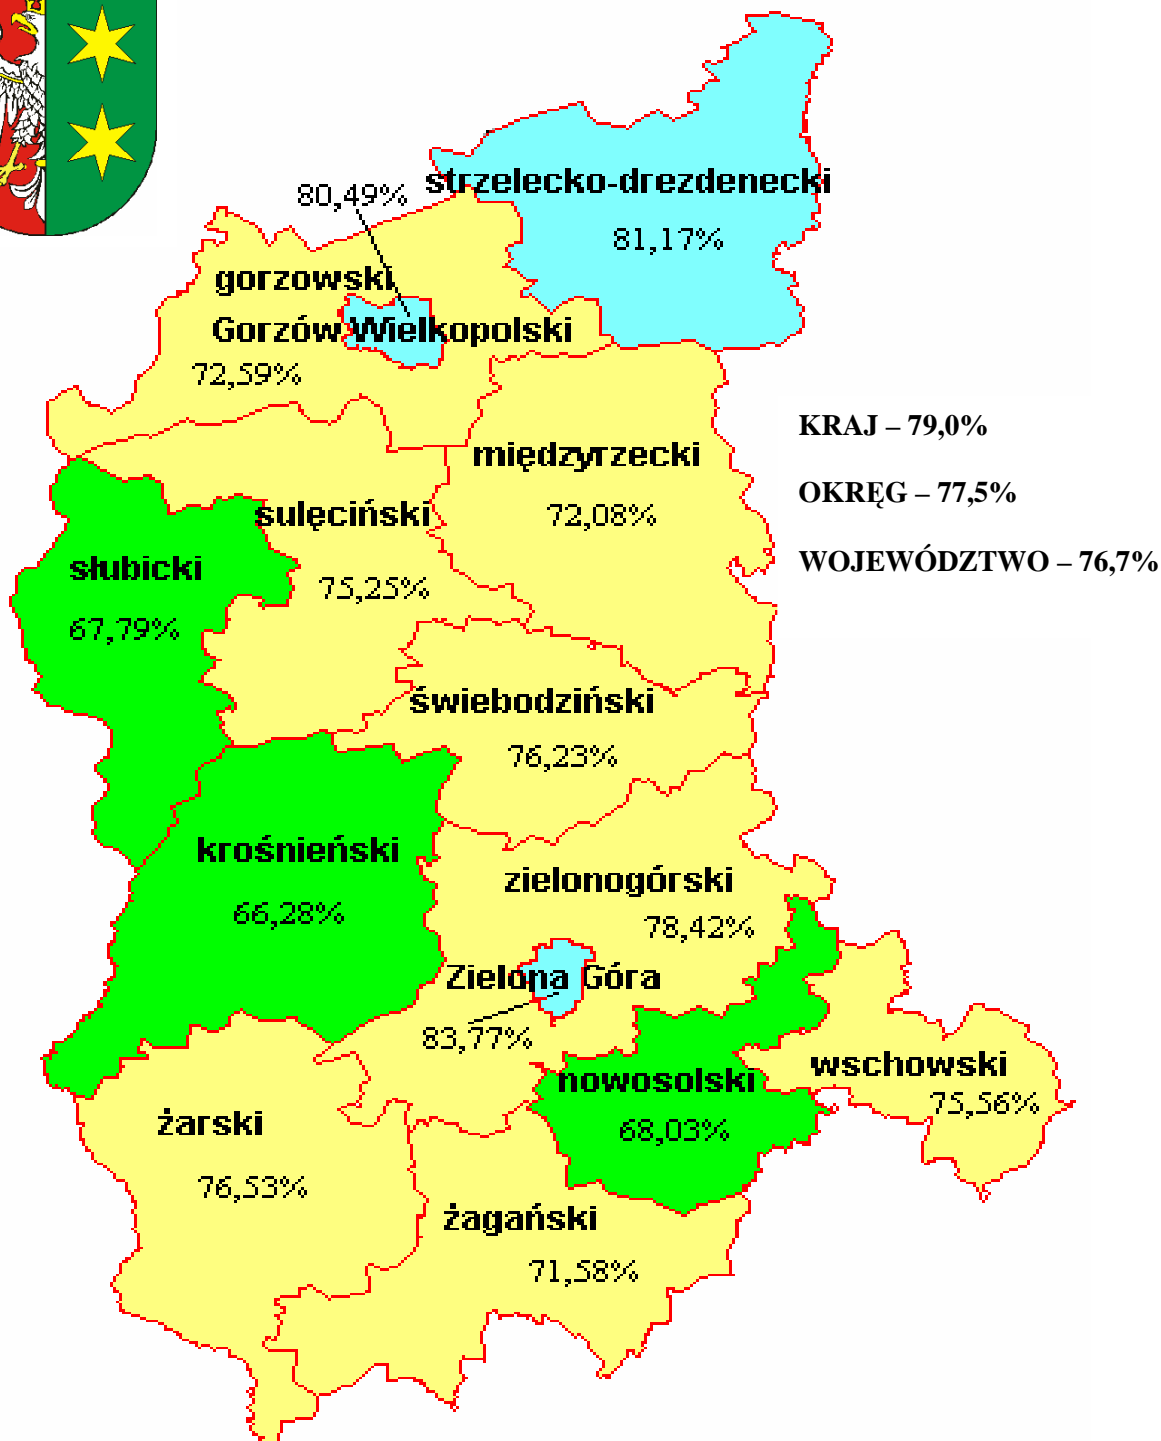 80,49%
strzelecko-drezdenecki
81,17%
gorzowski
Gorzów Wielkopolski
72,59%
KRAJ – 79,0%
międzyrzecki
OKRĘG – 77,5%
sulęciński
72,08%
WOJEWÓDZTWO – 76,7%
słubicki
75,25%
67,79%
świebodziński
76,23%
krośnieński
zielonogórski
66,28%
78,42%
Zielona Góra
83,77%
wschowski
nowosolski
75,56%
żarski
68,03%
76,53%
żagański
71,58%